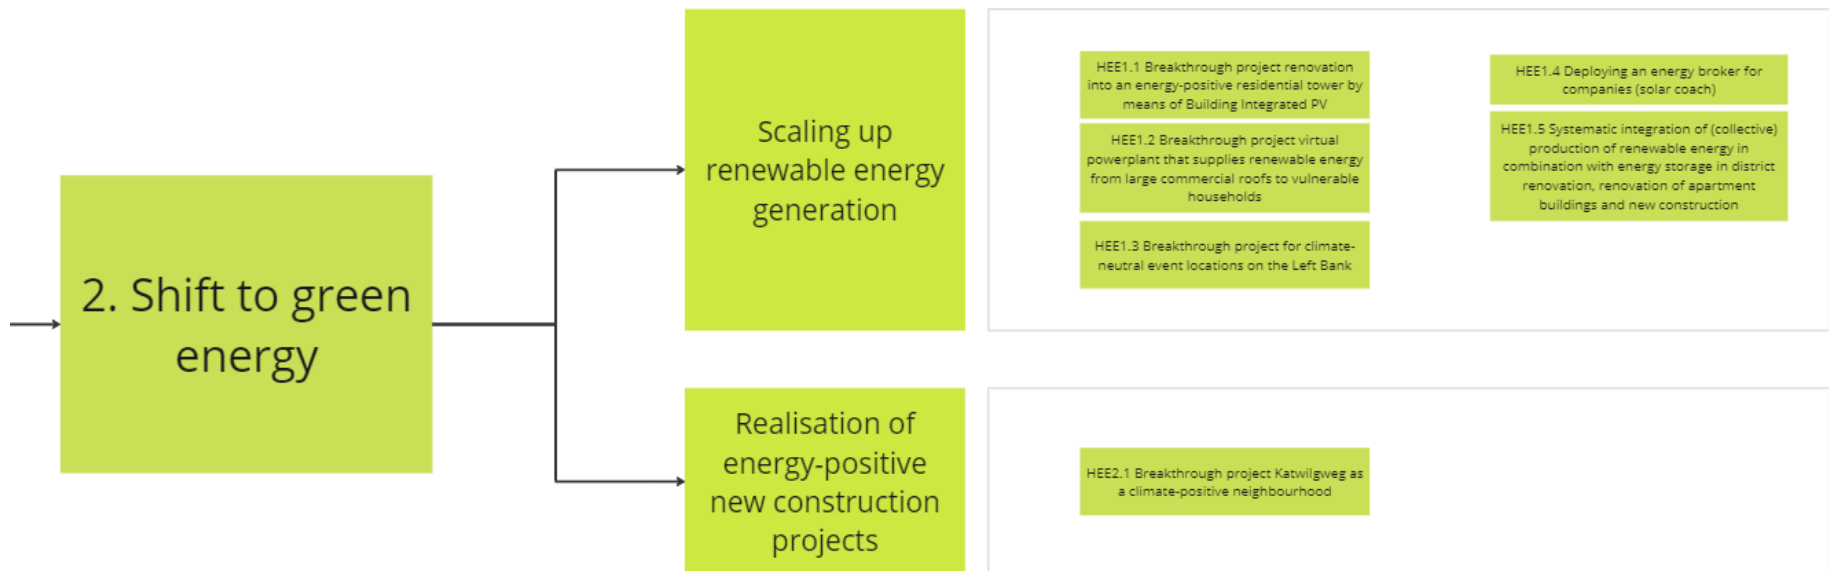 2. Shift to green
energy
Scaling up
renewable energy
generation
HEE1.1 Breakthrough project renovation
into an energy-positive residential tower by
means of Building Integrated PV
HEE1.2 Breakthrough project virtual
powerplant that supplies renewable energy
from large commercial roofs to vulnerable
households
HEE1.3 Breakthrough project for climate-
neutral event locations on the Left Bank
HEE1.4 Deploying an energy broker for
companies (solar coach)
HEE1.5 Systematic integration of (collective)
production of renewable energy in
combination with energy storage in district
renovation, renovation of apartment
buildings and new construction
Realisation of
energy-positive
new construction
projects
HEE2.1 Breakthrough project Katwilgweg as
a climate-positive neighbourhood